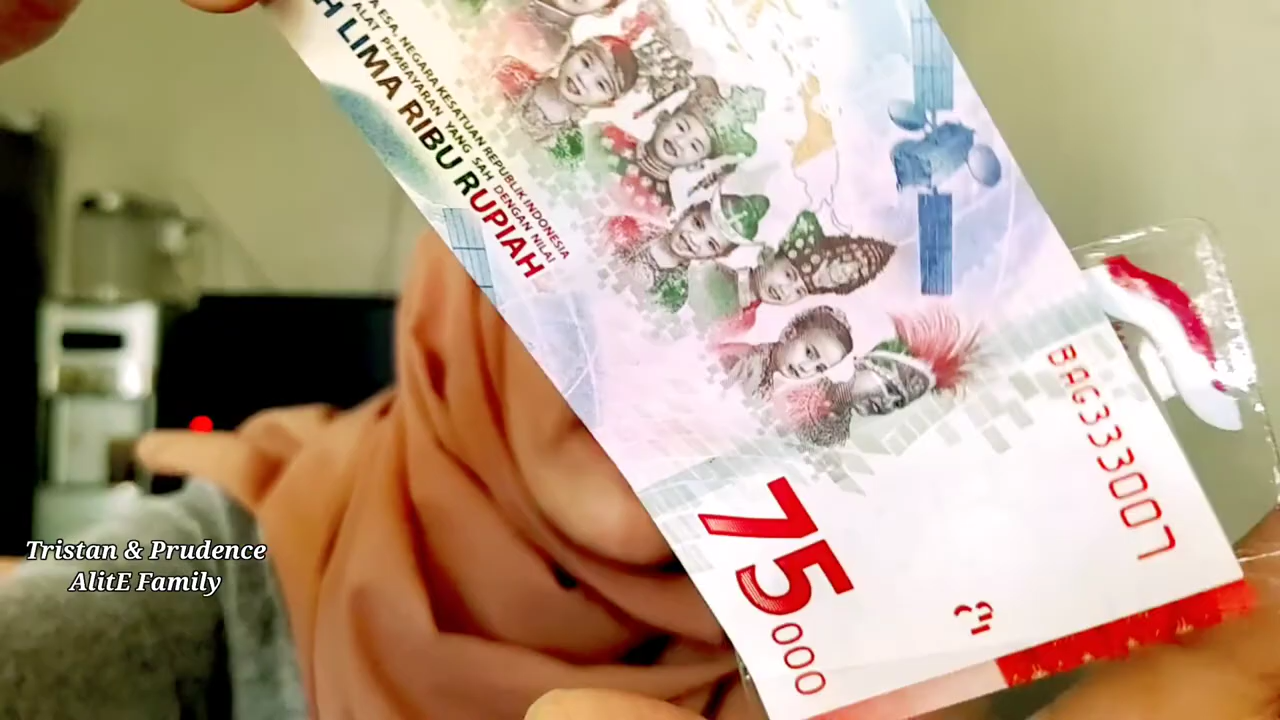 A ESA, NEGARA KESATUAN REPUBLIK INDONESIA
ALAT PEMBAYARAN YANG SAH DENGAN NILAI
H LIMA RIBU RUPIAH
BAG333007
75000
Tristan & Prudence
AlitE Family